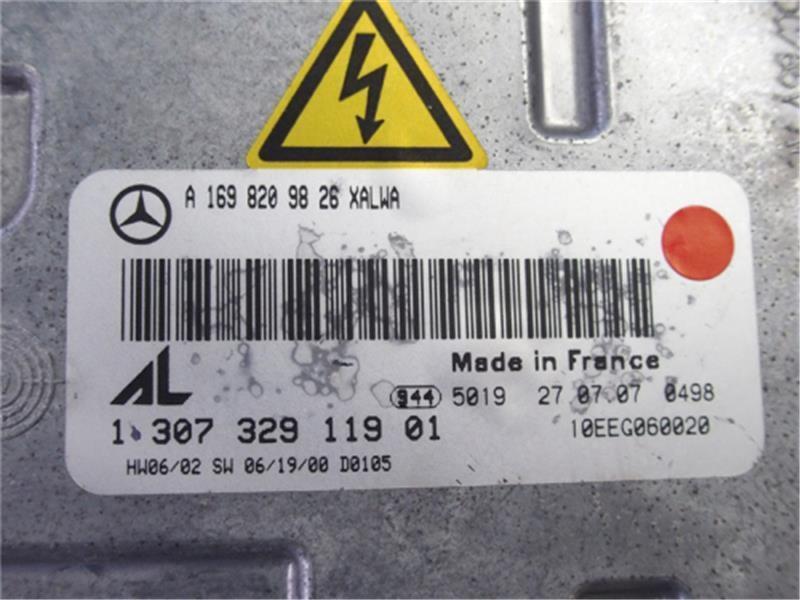 A 169 820 98 26 XALWA
AL
Made in France
944 5019 27 07 07 0498
1 307 329 119 01
10EEG060020
HW06/02 SW 06/19/00 D0105